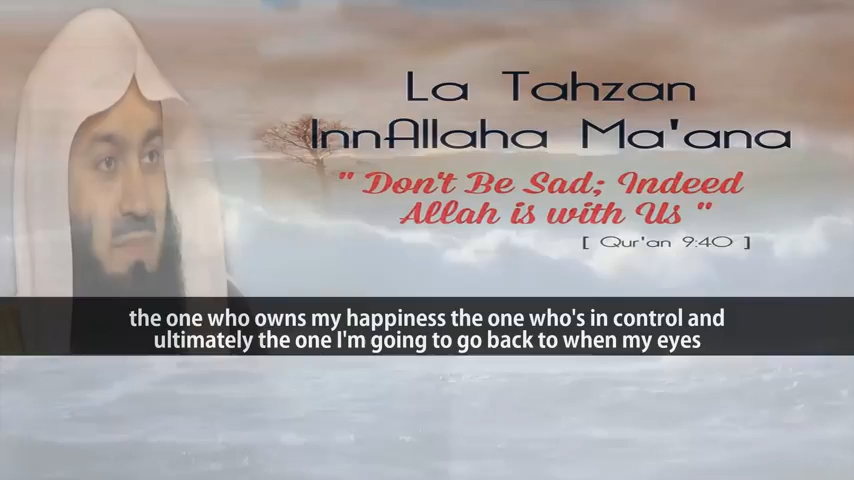 La Tahzan
InnAllaha Ma'ana
" Don't Be Sad; Indeed
Allah is with Us "
[ Qur'an 9:40 ]
the one who owns my happiness the one who's in control and
ultimately the one I'm going to go back to when my eyes